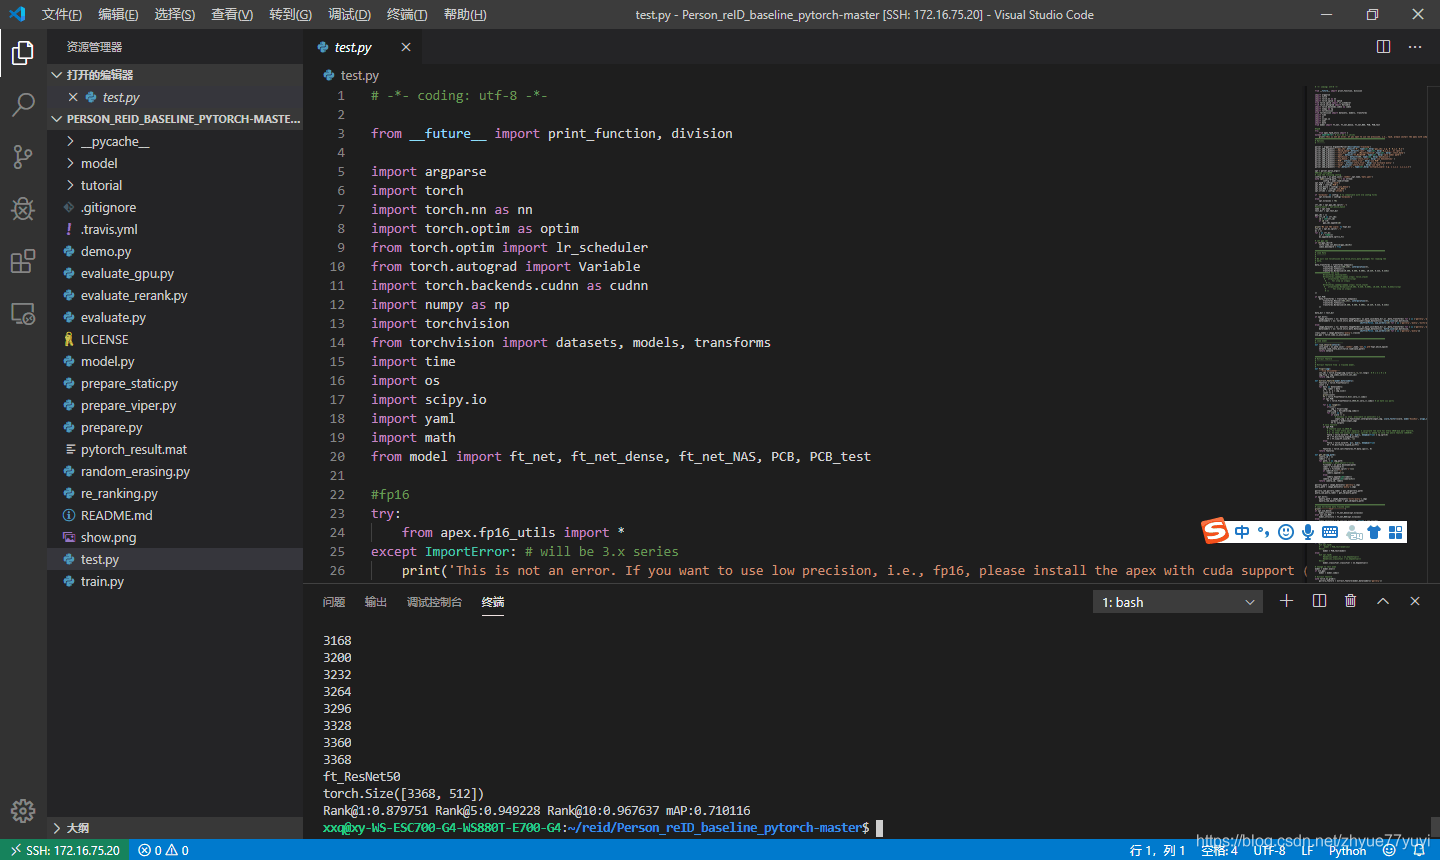 文件(F) 编辑(E) 选择(S) 查看(V) 转到(G) 调试(D) 终端(T) 帮助(H) test.py - Person_reID_baseline_pytorch-master [SSH: 172.16.75.20] - Visual Studio Code
资源管理器
打开的编辑器
test.py
PERSON_REID_BASELINE_PYTORCH-MASTE...
__pycache__
model
tutorial
.gitignore
.travis.yml
demo.py
evaluate_gpu.py
evaluate_rerank.py
evaluate.py
LICENSE
model.py
prepare_static.py
prepare_viper.py
prepare.py
pytorch_result.mat
random_erasing.py
re_ranking.py
README.md
show.png
test.py
train.py
大纲
test.py
test.py
1 # -*- coding: utf-8 -*-
2
3 from __future__ import print_function, division
4
5 import argparse
6 import torch
7 import torch.nn as nn
8 import torch.optim as optim
9 from torch.optim import lr_scheduler
10 from torch.autograd import Variable
11 import torch.backends.cudnn as cudnn
12 import numpy as np
13 import torchvision
14 from torchvision import datasets, models, transforms
15 import time
16 import os
17 import scipy.io
18 import yaml
19 import math
20 from model import ft_net, ft_net_dense, ft_net_NAS, PCB, PCB_test
21
22 #fp16
23 try:
24 from apex.fp16_utils import *
25 except ImportError: # will be 3.x series
26 print('This is not an error. If you want to use low precision, i.e., fp16, please install the apex with cuda support (
中
问题 输出 调试控制台 终端 1: bash
3168
3200
3232
3264
3296
3328
3360
3368
ft_ResNet50
torch.Size([3368, 512])
Rank@1:0.879751 Rank@5:0.949228 Rank@10:0.967637 mAP:0.710116
xxq@xy-WS-ESC700-G4-WS880T-E700-G4:~/reid/Person_reID_baseline_pytorch-master$
SSH: 172.16.75.20 0 0 行 1，列 1 空格: 4 UTF-8 LF Python
https://blog.csdn.net/zhyue77yuyi